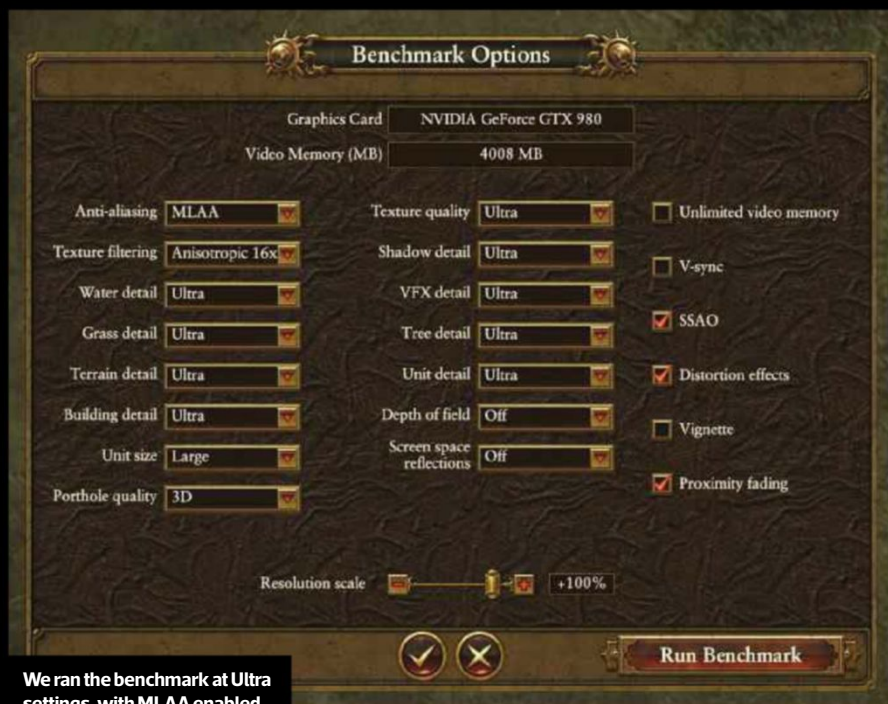 Benchmark Options
Graphics Card NVIDIA GeForce GTX 980
Video Memory (MB) 4008 MB
Anti-aliasing MLAA
Texture filtering Anisotropic 16x
Water detail Ultra
Grass detail Ultra
Terrain detail Ultra
Building detail Ultra
Unit size Large
Porthole quality 3D
Texture quality Ultra
Shadow detail Ultra
VFX detail Ultra
Tree detail Ultra
Unit detail Ultra
Depth of field Off
Screen space
reflections Off
Unlimited video memory
V-sync
SSAO
Distortion effects
Vignette
Proximity fading
Resolution scale +100%
Run Benchmark
We ran the benchmark at Ultra
settings, with MLAA enabled